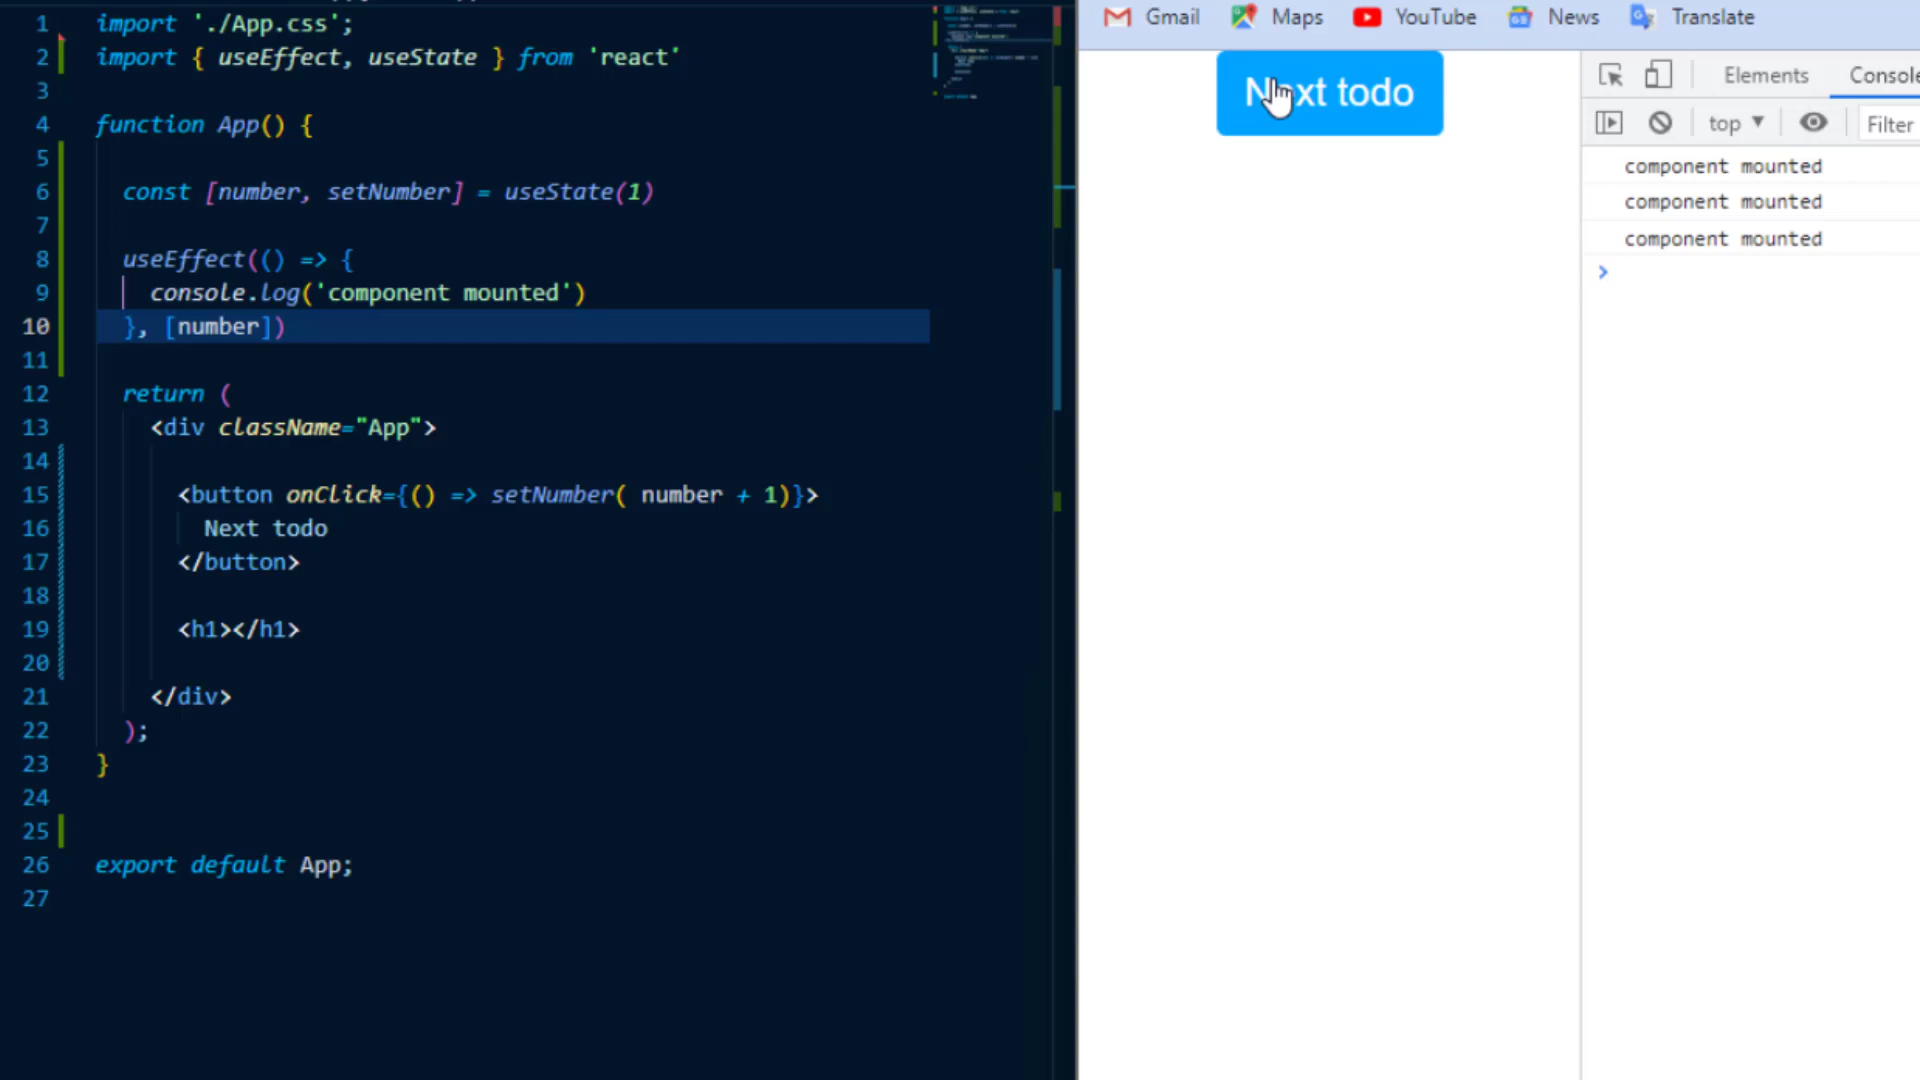 1 import './App.css';
2 import { useEffect, useState } from 'react'
3
4 function App() {
5
6 const [number, setNumber] = useState(1)
7
8 useEffect(() => {
9 console.log('component mounted')
10 }, [number])
11
12 return (
13 <div className="App">
14
15 <button onClick={() => setNumber( number + 1)}>
16 Next todo
17 </button>
18
19 <h1></h1>
20
21 </div>
22 );
23 }
24
25
26 export default App;
27
Gmail Maps YouTube News Translate
Next todo
Elements Console
top Filter
component mounted
component mounted
component mounted